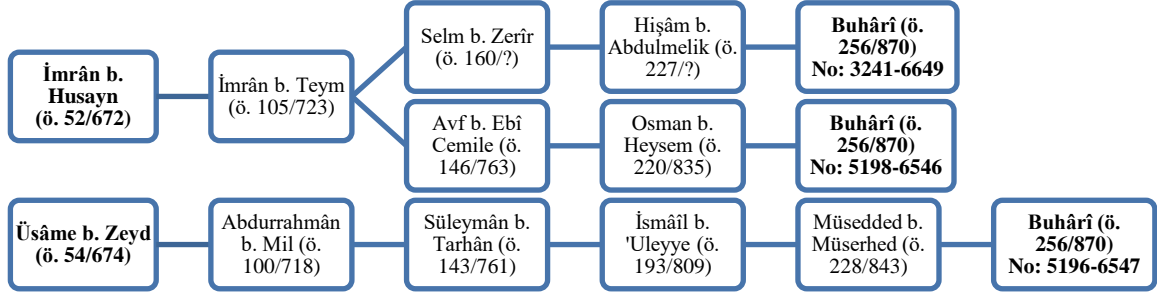 İmrân b.
Husayn
(ö. 52/672)
İmrân b. Teym
(ö. 105/723)
Selm b. Zerîr
(ö. 160/?)
Hişâm b.
Abdulmelik (ö.
227/?)
Buhârî (ö.
256/870)
No: 3241-6649
Avf b. Ebî
Cemile (ö.
146/763)
Osman b.
Heysem (ö.
220/835)
Buhârî (ö.
256/870)
No: 5198-6546
Üsâme b. Zeyd
(ö. 54/674)
Abdurrahmân
b. Mil (ö.
100/718)
Süleymân b.
Tarhân (ö.
143/761)
İsmâîl b.
'Uleyye (ö.
193/809)
Müsedded b.
Müserhed (ö.
228/843)
Buhârî (ö.
256/870)
No: 5196-6547